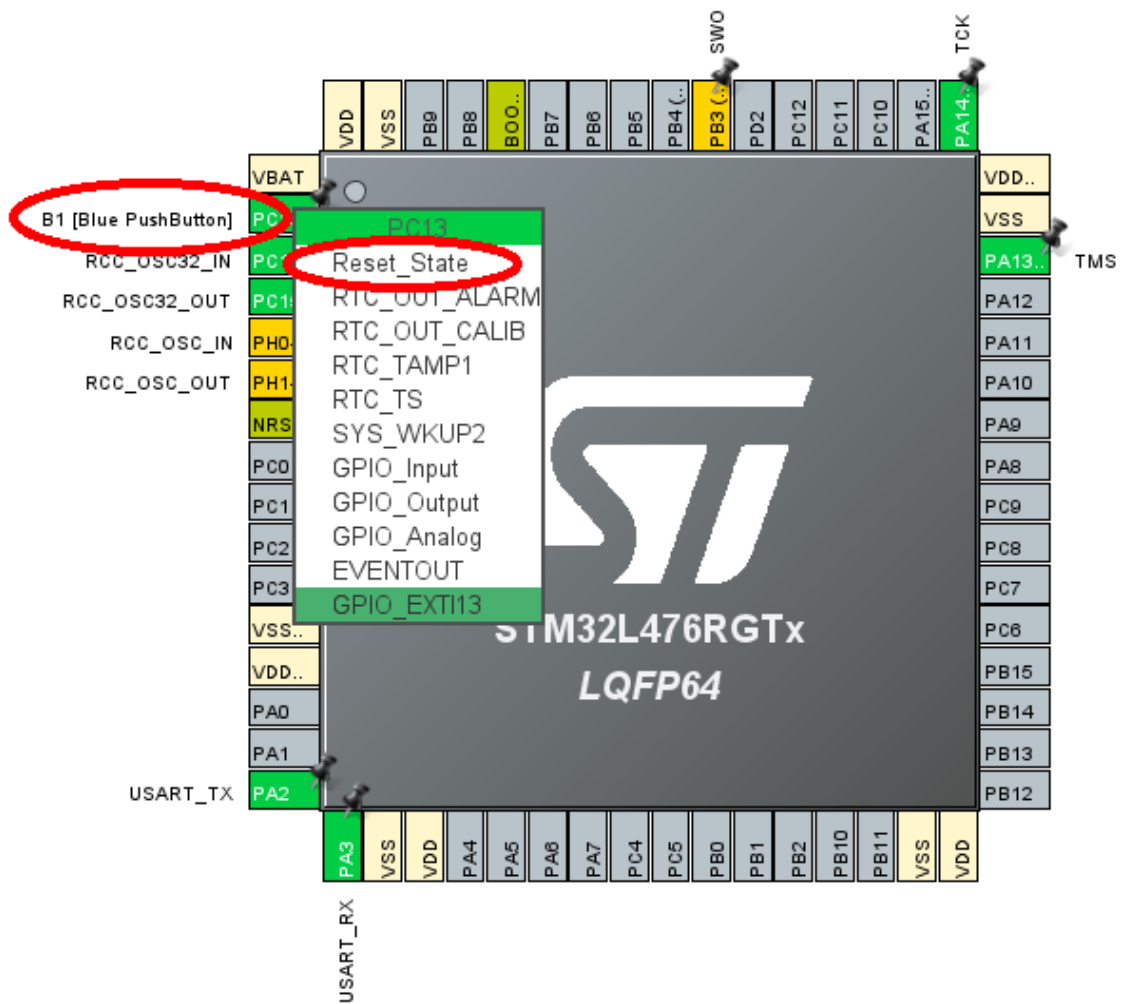 SWO
TCK
VDD
VSS
PB9
PB8
BOO..
PB7
PB6
PB5
PB4 (..
PB3 (..
PD2
PC12
PC11
PC10
PA15..
PA14..
VBAT
B1 [Blue PushButton]
RCC_OSC32_IN
RCC_OSC32_OUT
PC1
RCC_OSC_IN
PH0-
RCC_OSC_OUT
PH1-
NRS
PC0
PC1
PC2
PC3
VSS..
VDD..
PA0
PA1
USART_TX
PA2
PC13
Reset_State
RTC_OUT_ALARM
RTC_OUT_CALIB
RTC_TAMP1
RTC_TS
SYS_WKUP2
GPIO_Input
GPIO_Output
GPIO_Analog
EVENTOUT
GPIO_EXTI13
ST
STM32L476RGTx
LQFP64
VDD..
VSS
PA13..
TMS
PA12
PA11
PA10
PA9
PA8
PC9
PC8
PC7
PC6
PB15
PB14
PB13
PB12
PA3
VSS
VDD
PA4
PA5
PA6
PA7
PC4
PC5
PB0
PB1
PB2
PB10
PB11
VSS
VDD
USART_RX